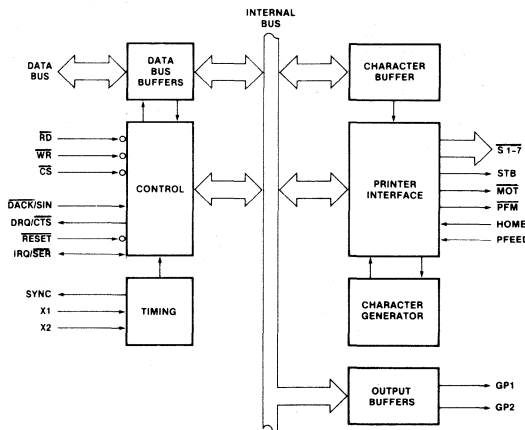 INTERNAL
BUS
DATA
BUS
DATA
BUS
BUFFERS
CHARACTER
BUFFER
RD
WR
CS
DACK/SIN
DRQ/CTS
RESET
IRQ/SER
CONTROL
PRINTER
INTERFACE
S 1-7
STB
MOT
PFM
HOME
PFEED
SYNC
X1
X2
TIMING
CHARACTER
GENERATOR
OUTPUT
BUFFERS
GP1
GP2